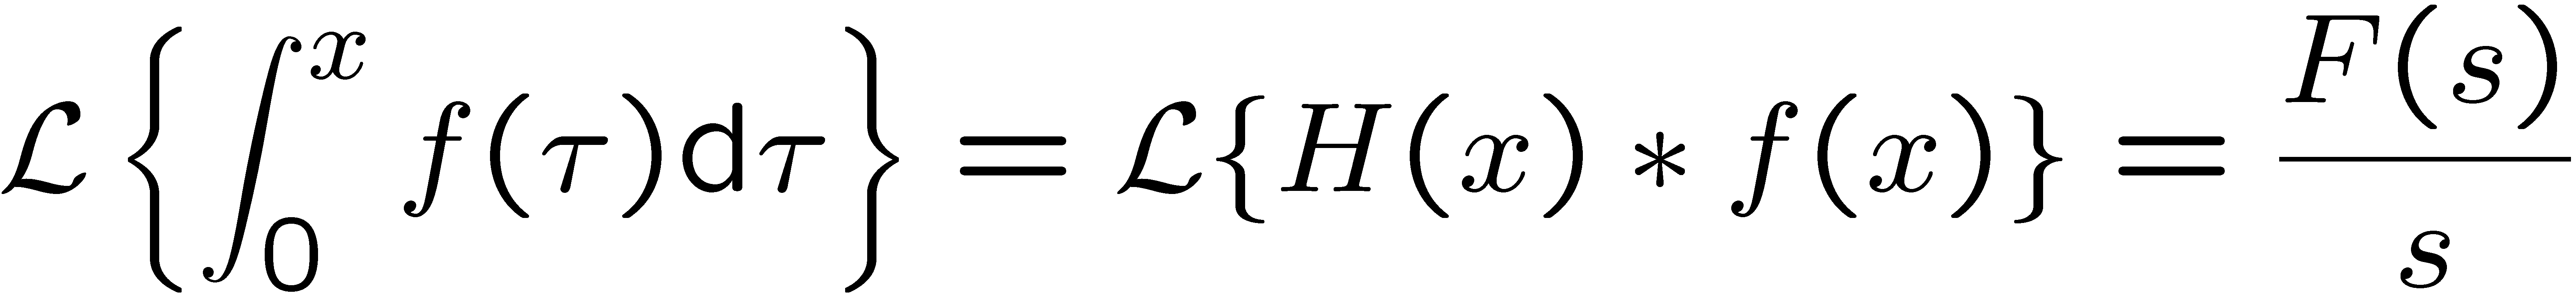 ℒ{∫₀ˣ f(τ)dτ} = ℒ{H(x) * f(x)} = F(s)/s